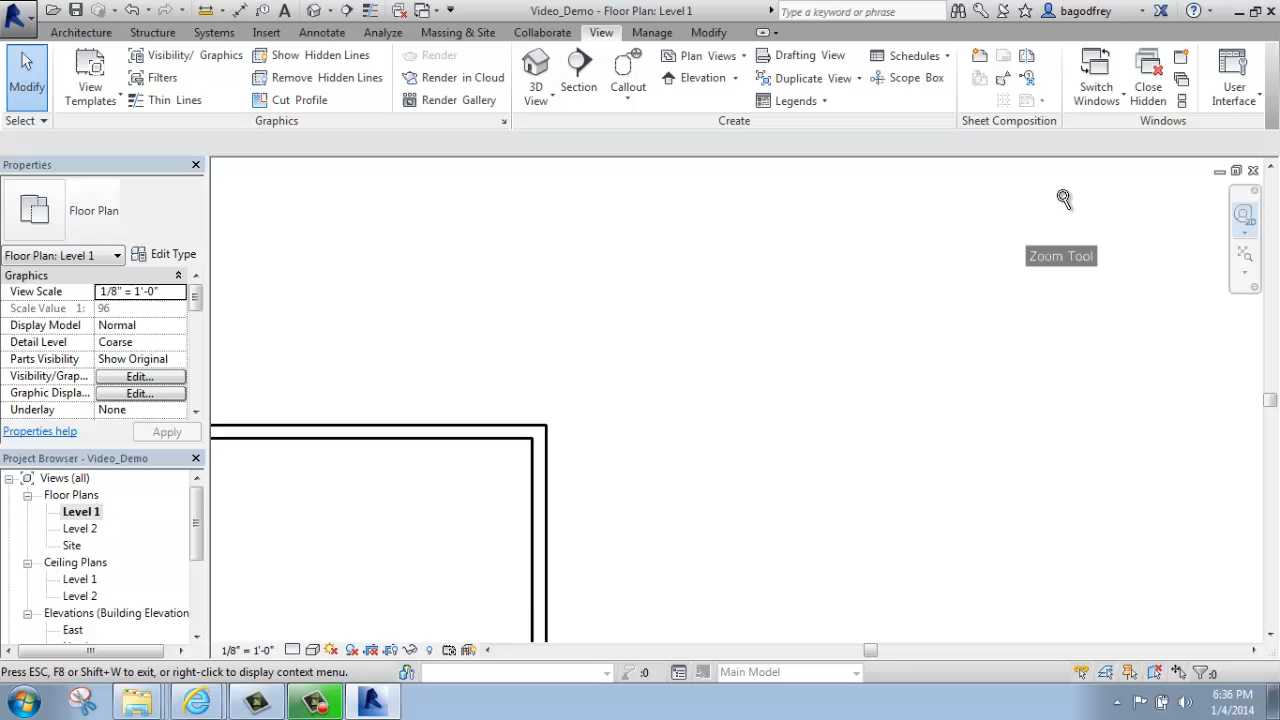 Video_Demo - Floor Plan: Level 1
Type a keyword or phrase
bagodfrey
Architecture
Structure
Systems
Insert
Annotate
Analyze
Massing & Site
Collaborate
View
Manage
Modify
Modify
Select
View Templates
Visibility/ Graphics
Filters
Thin Lines
Show Hidden Lines
Remove Hidden Lines
Cut Profile
Render
Render in Cloud
Render Gallery
Graphics
3D View
Section
Callout
Plan Views
Elevation
Drafting View
Duplicate View
Legends
Schedules
Scope Box
Create
Sheet Composition
Switch Windows
Close Hidden
User Interface
Windows
Properties
Floor Plan
Floor Plan: Level 1
Edit Type
Graphics
View Scale 1/8" = 1'-0"
Scale Value 1: 96
Display Model Normal
Detail Level Coarse
Parts Visibility Show Original
Visibility/Grap... Edit...
Graphic Displa... Edit...
Underlay None
Properties help
Apply
Project Browser - Video_Demo
Views (all)
Floor Plans
Level 1
Level 2
Site
Ceiling Plans
Level 1
Level 2
Elevations (Building Elevation
East
Zoom Tool
2D
1/8" = 1'-0"
Press ESC, F8 or Shift+W to exit, or right-click to display context menu.
:0
Main Model
:0
6:36 PM
1/4/2014